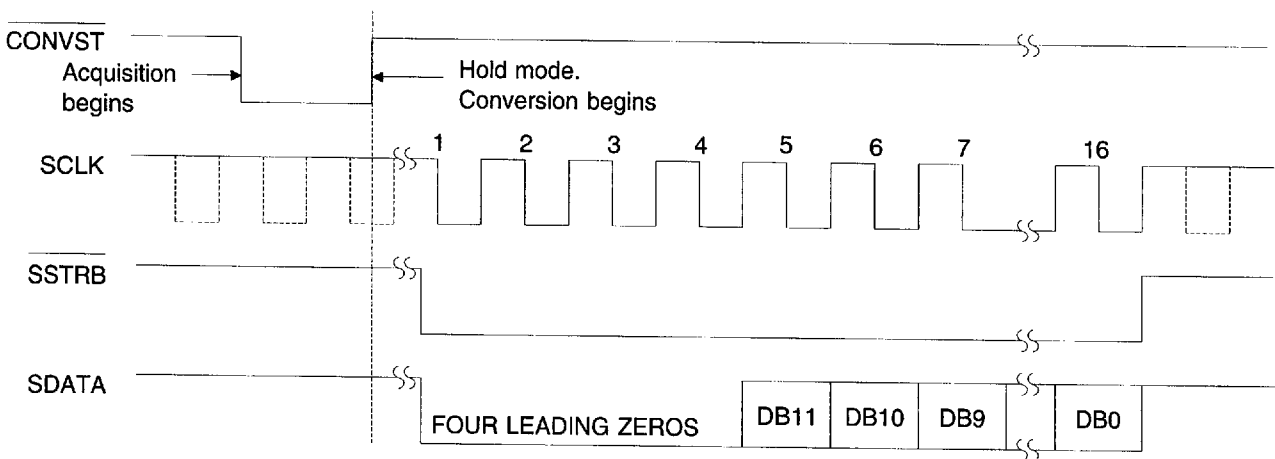 CONVST
Acquisition
begins
Hold mode.
Conversion begins
SCLK
1 2 3 4 5 6 7 16
SSTRB
SDATA
FOUR LEADING ZEROS DB11 DB10 DB9 DB0